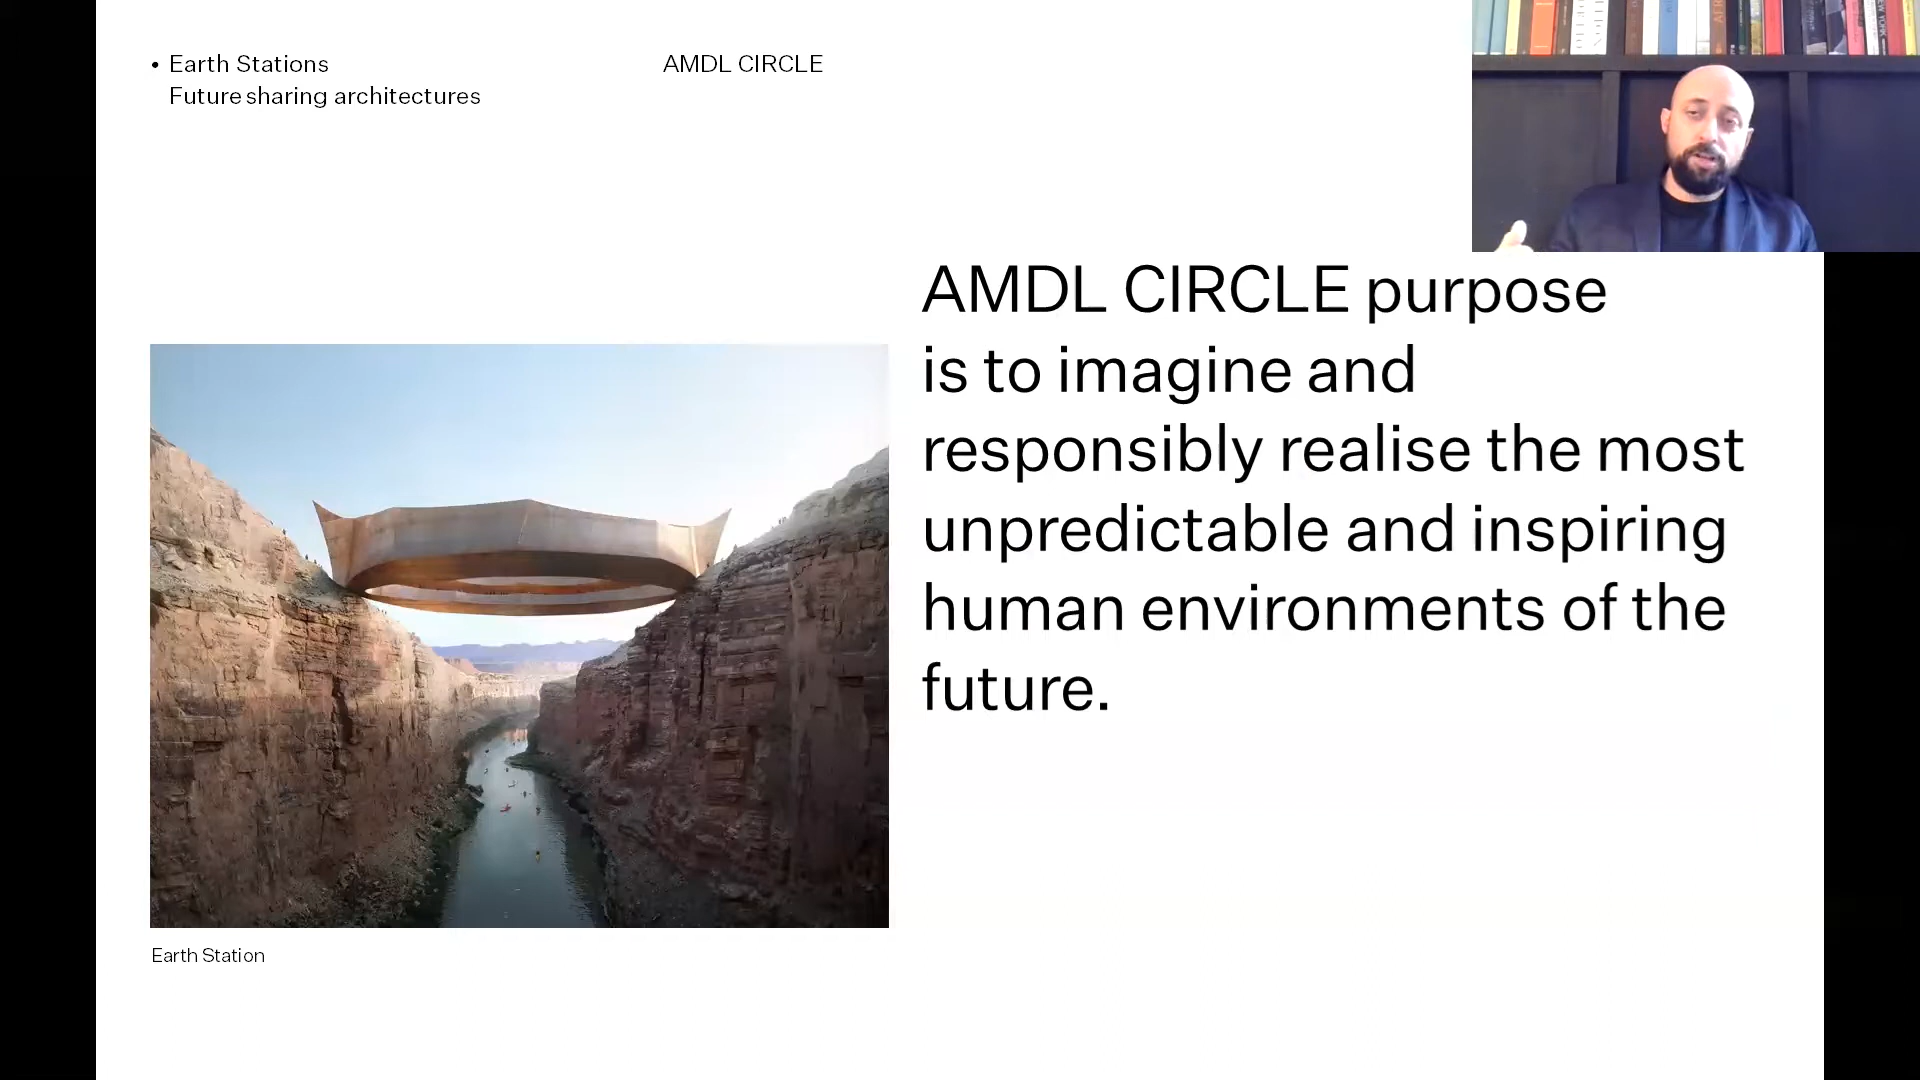 • Earth Stations
Future sharing architectures
AMDL CIRCLE
AMDL CIRCLE purpose
is to imagine and
responsibly realise the most
unpredictable and inspiring
human environments of the
future.
Earth Station